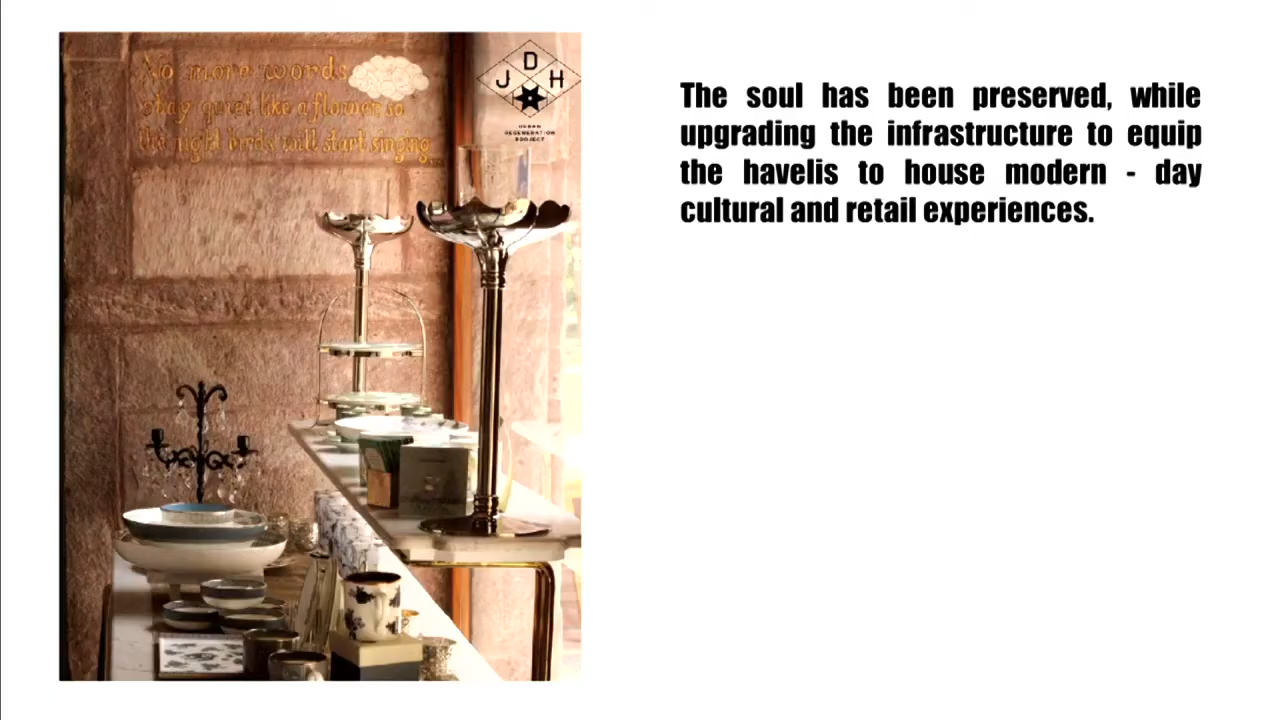 No more words
stay quiet like a flower so
the night birds will start singing
D
J H
URBAN
REGENERATION
PROJECT
The soul has been preserved, while
upgrading the infrastructure to equip
the havelis to house modern - day
cultural and retail experiences.